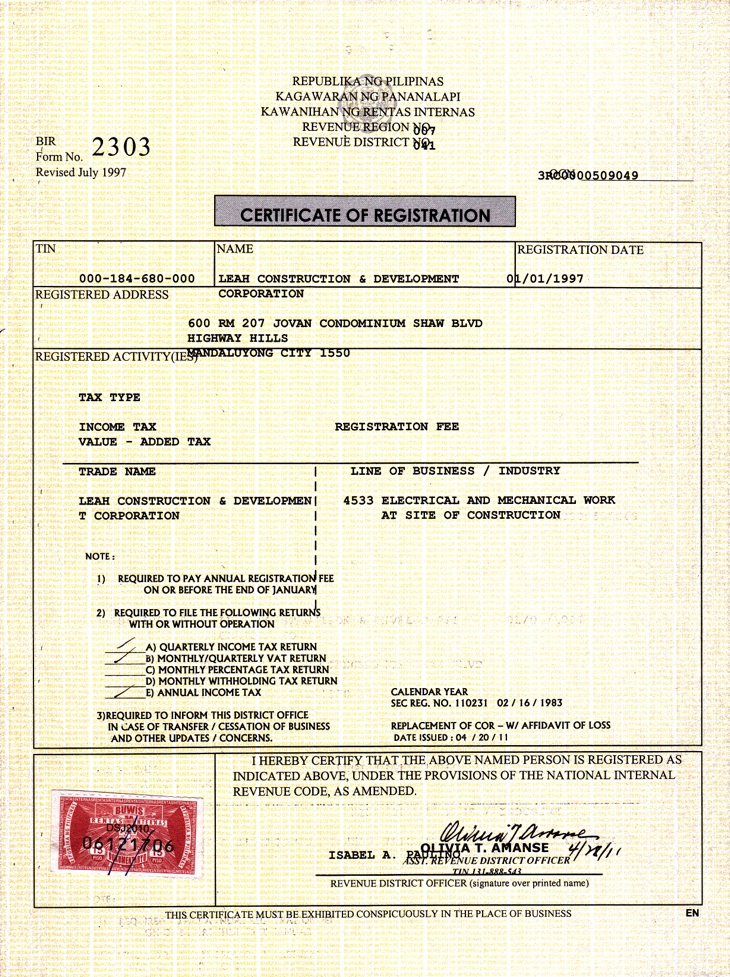 REPUBLIKA NG PILIPINAS
KAGAWARAN NG PANANALAPI
KAWANIHAN NG RENTAS INTERNAS
REVENUE REGION NO. 007
REVENUE DISTRICT NO. 041
BIR
Form No. 2303
Revised July 1997
3RC0000509049
CERTIFICATE OF REGISTRATION
TIN NAME REGISTRATION DATE
000-184-680-000 LEAH CONSTRUCTION & DEVELOPMENT 01/01/1997
REGISTERED ADDRESS CORPORATION
600 RM 207 JOVAN CONDOMINIUM SHAW BLVD
HIGHWAY HILLS
REGISTERED ACTIVITY(IES) MANDALUYONG CITY 1550
TAX TYPE
INCOME TAX REGISTRATION FEE
VALUE - ADDED TAX
TRADE NAME LINE OF BUSINESS / INDUSTRY
LEAH CONSTRUCTION & DEVELOPMEN 4533 ELECTRICAL AND MECHANICAL WORK
T CORPORATION AT SITE OF CONSTRUCTION
NOTE:
1) REQUIRED TO PAY ANNUAL REGISTRATION FEE
ON OR BEFORE THE END OF JANUARY
2) REQUIRED TO FILE THE FOLLOWING RETURNS
WITH OR WITHOUT OPERATION
A) QUARTERLY INCOME TAX RETURN
B) MONTHLY/QUARTERLY VAT RETURN
C) MONTHLY PERCENTAGE TAX RETURN
D) MONTHLY WITHHOLDING TAX RETURN
E) ANNUAL INCOME TAX CALENDAR YEAR
SEC REG. NO. 110231 02 / 16 / 1983
3)REQUIRED TO INFORM THIS DISTRICT OFFICE
IN CASE OF TRANSFER / CESSATION OF BUSINESS REPLACEMENT OF COR - W/ AFFIDAVIT OF LOSS
AND OTHER UPDATES / CONCERNS. DATE ISSUED : 04 / 20 / 11
I HEREBY CERTIFY THAT THE ABOVE NAMED PERSON IS REGISTERED AS
INDICATED ABOVE, UNDER THE PROVISIONS OF THE NATIONAL INTERNAL
REVENUE CODE, AS AMENDED.
BUWIS
RENTAS INTERNAS
DSJ2010
06121706
15 15
Olivia T Amanse
OLIVIA T. AMANSE 4/20/11
ISABEL A. PAULINO
ASST. REVENUE DISTRICT OFFICER
TIN 131-888-543
REVENUE DISTRICT OFFICER (signature over printed name)
THIS CERTIFICATE MUST BE EXHIBITED CONSPICUOUSLY IN THE PLACE OF BUSINESS EN